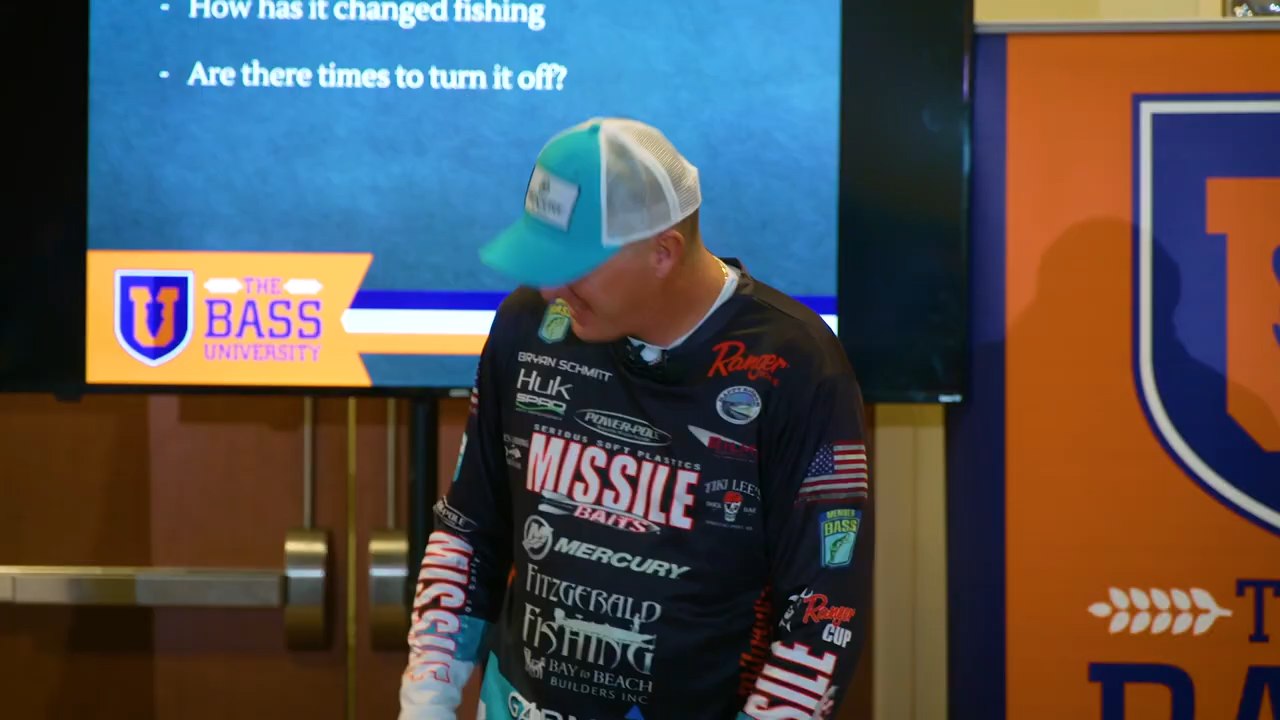 - How has it changed fishing
- Are there times to turn it off?
THE
BASS
UNIVERSITY
BRYAN SCHMITT
HUK
SPRO
POWER-POLE
SERIOUS SOFT PLASTICS
MISSILE
BAITS
MERCURY
FITZGERALD
FISHING
BAY to BEACH
BUILDERS INC
Ranger
TIKI LEE'S
MEMBER
BASS
Ranger
CUP